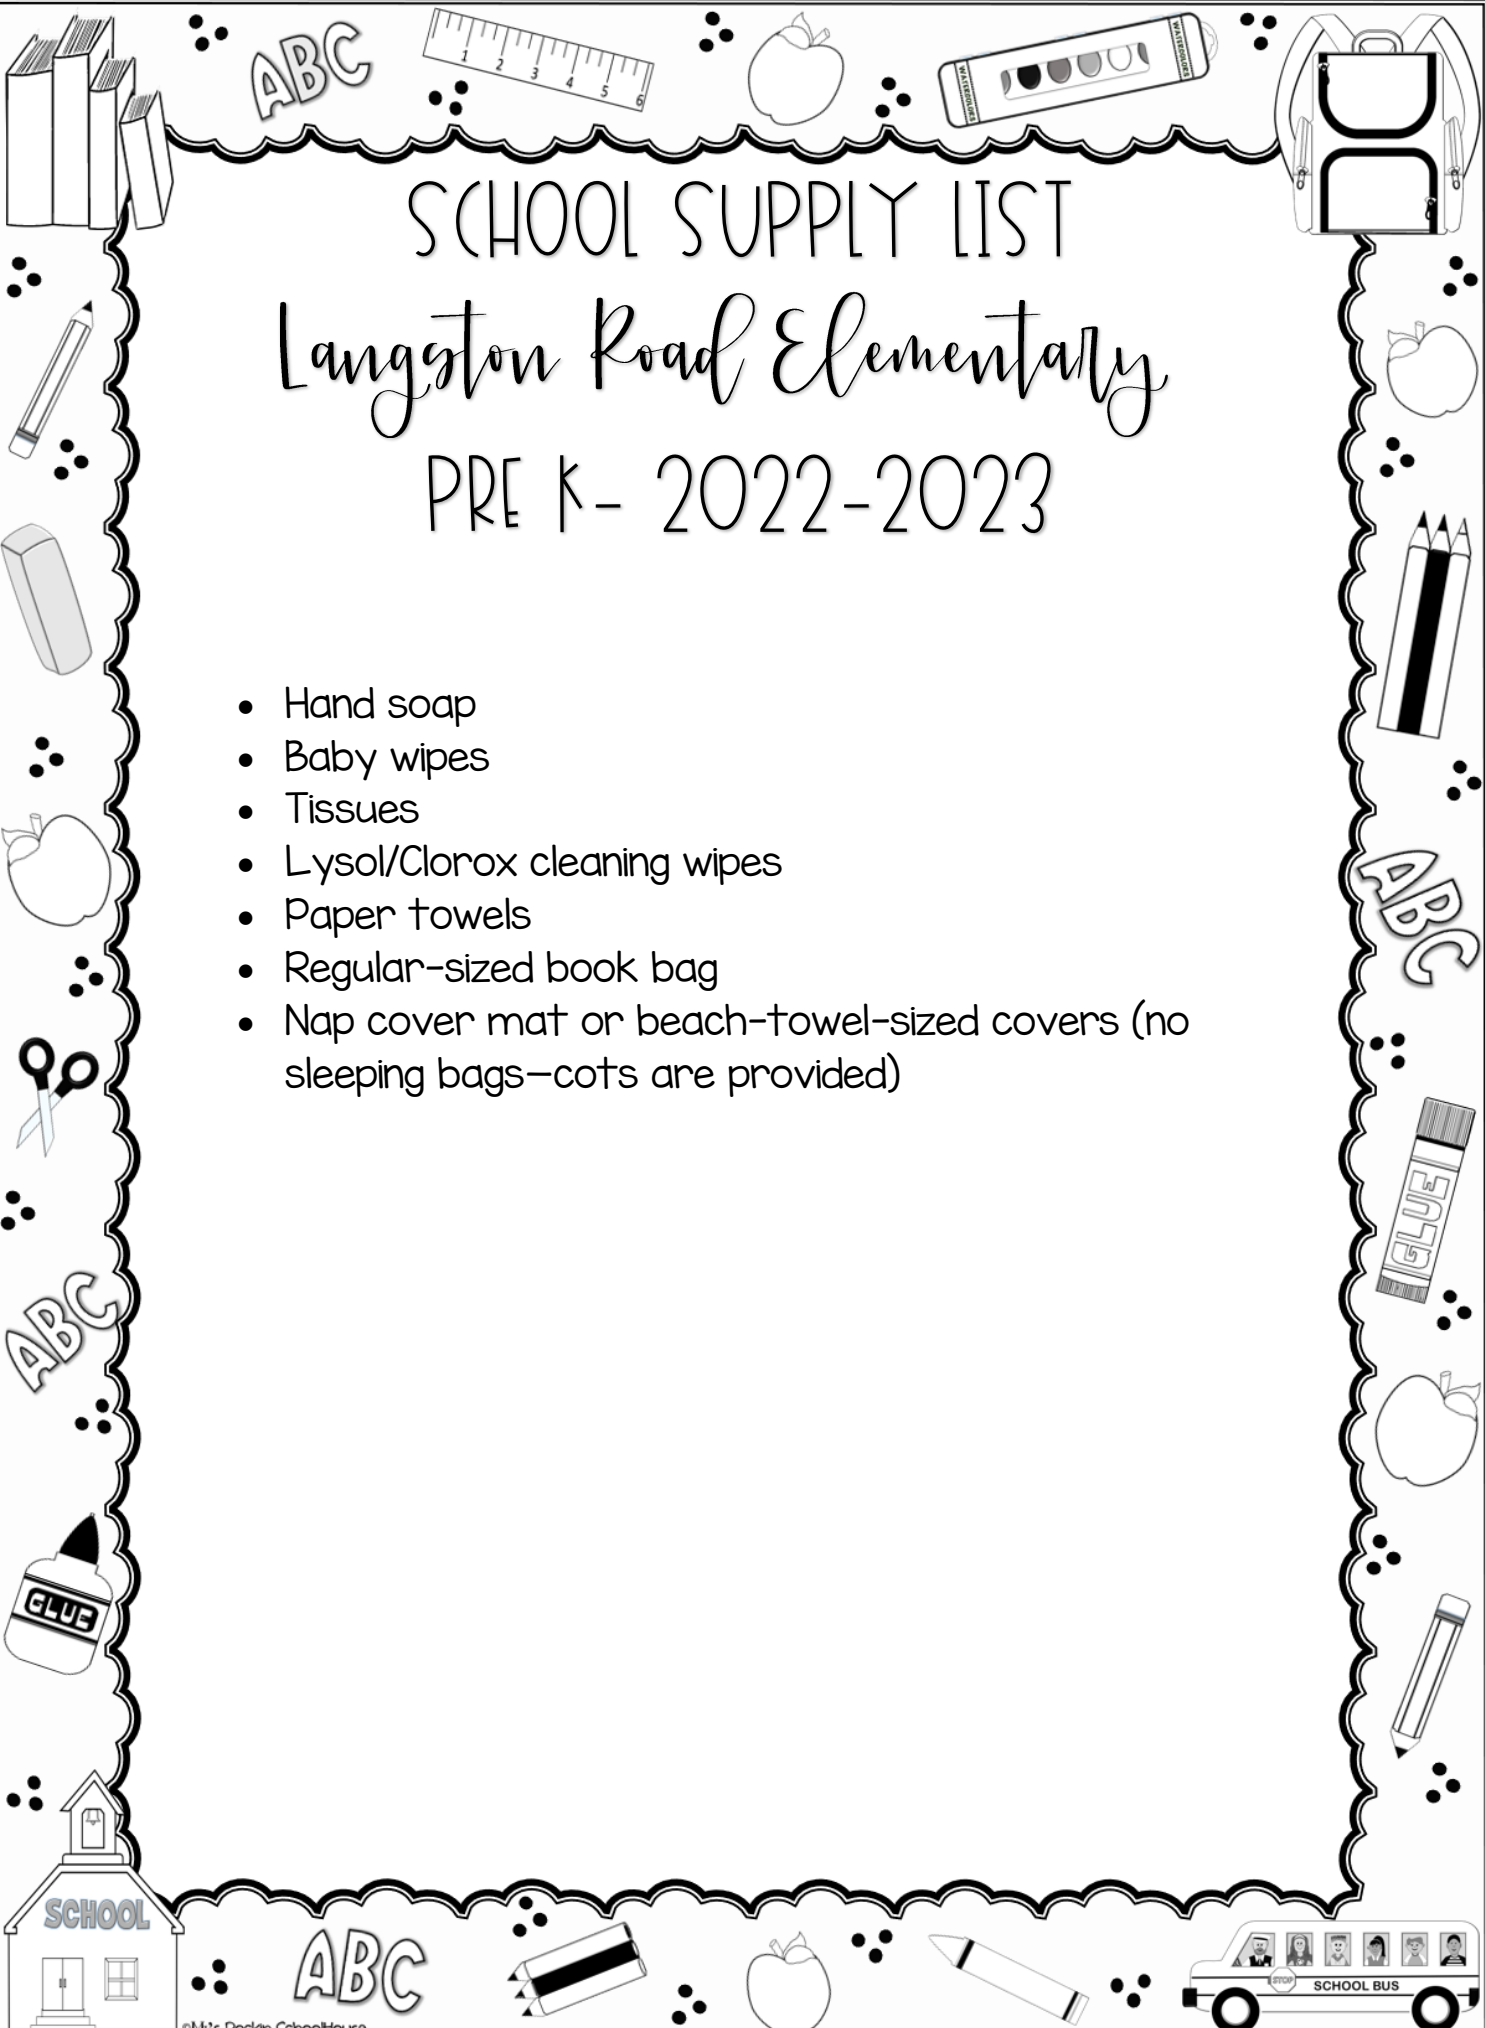 ABC
1 2 3 4 5 6
WATERCOLORS
WATERCOLORS
SCHOOL SUPPLY LIST
Langston Road Elementary
PRE K- 2022-2023
• Hand soap
• Baby wipes
• Tissues
• Lysol/Clorox cleaning wipes
• Paper towels
• Regular-sized book bag
• Nap cover mat or beach-towel-sized covers (no
sleeping bags—cots are provided)
ABC
GLUE
ABC
GLUE
SCHOOL
ABC
STOP
SCHOOL BUS